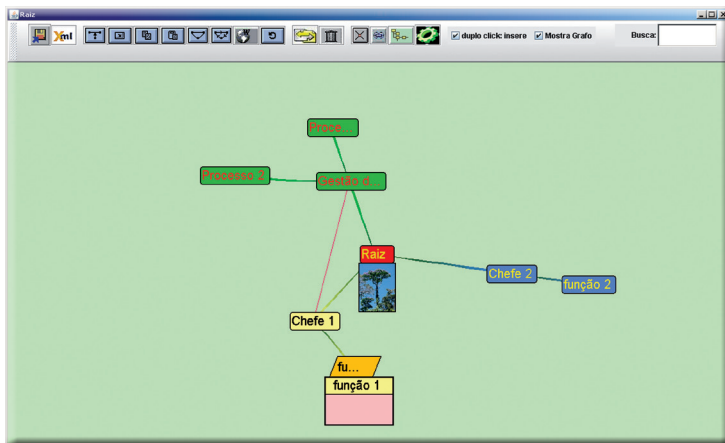 Raiz
Xml
duplo click: insere
Mostra Grafo
Busca:
Proce...
Processo 2
Gestão d...
Raiz
Chefe 2
função 2
Chefe 1
fu...
função 1